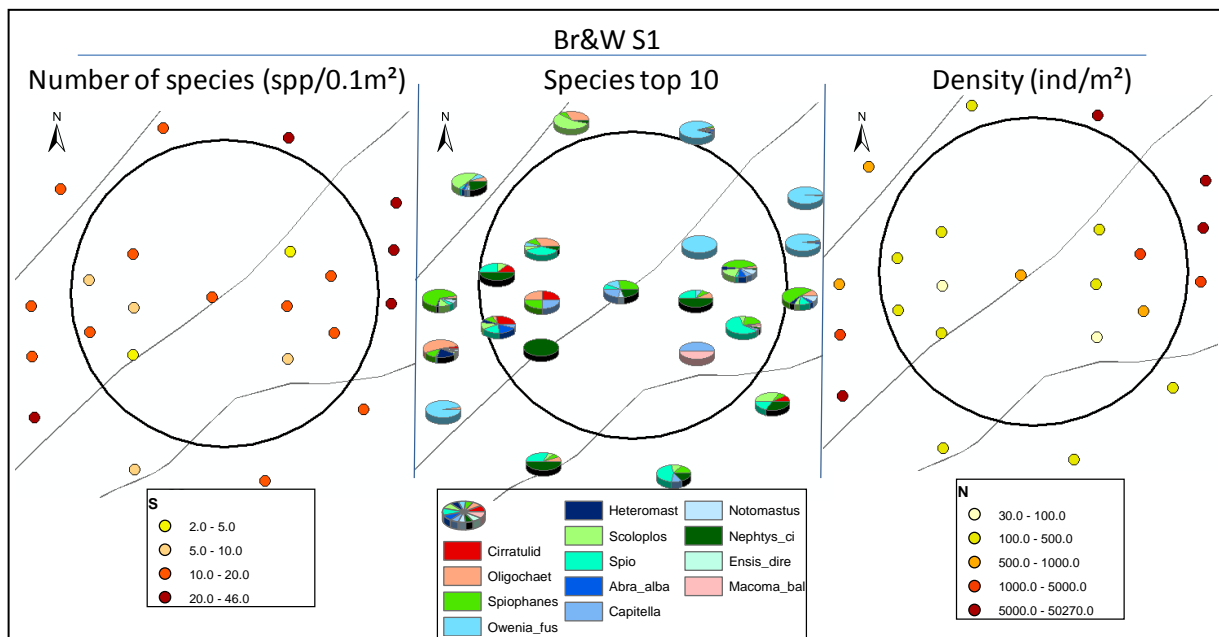 Br&W S1
Number of species (spp/0.1m²)
Species top 10
Density (ind/m²)
N
N
N
S
2.0 - 5.0
5.0 - 10.0
10.0 - 20.0
20.0 - 46.0
Cirratulid
Oligochaet
Spiophanes
Owenia_fus
Heteromast
Scoloplos
Spio
Abra_alba
Capitella
Notomastus
Nephtys_ci
Ensis_dire
Macoma_bal
N
30.0 - 100.0
100.0 - 500.0
500.0 - 1000.0
1000.0 - 5000.0
5000.0 - 50270.0